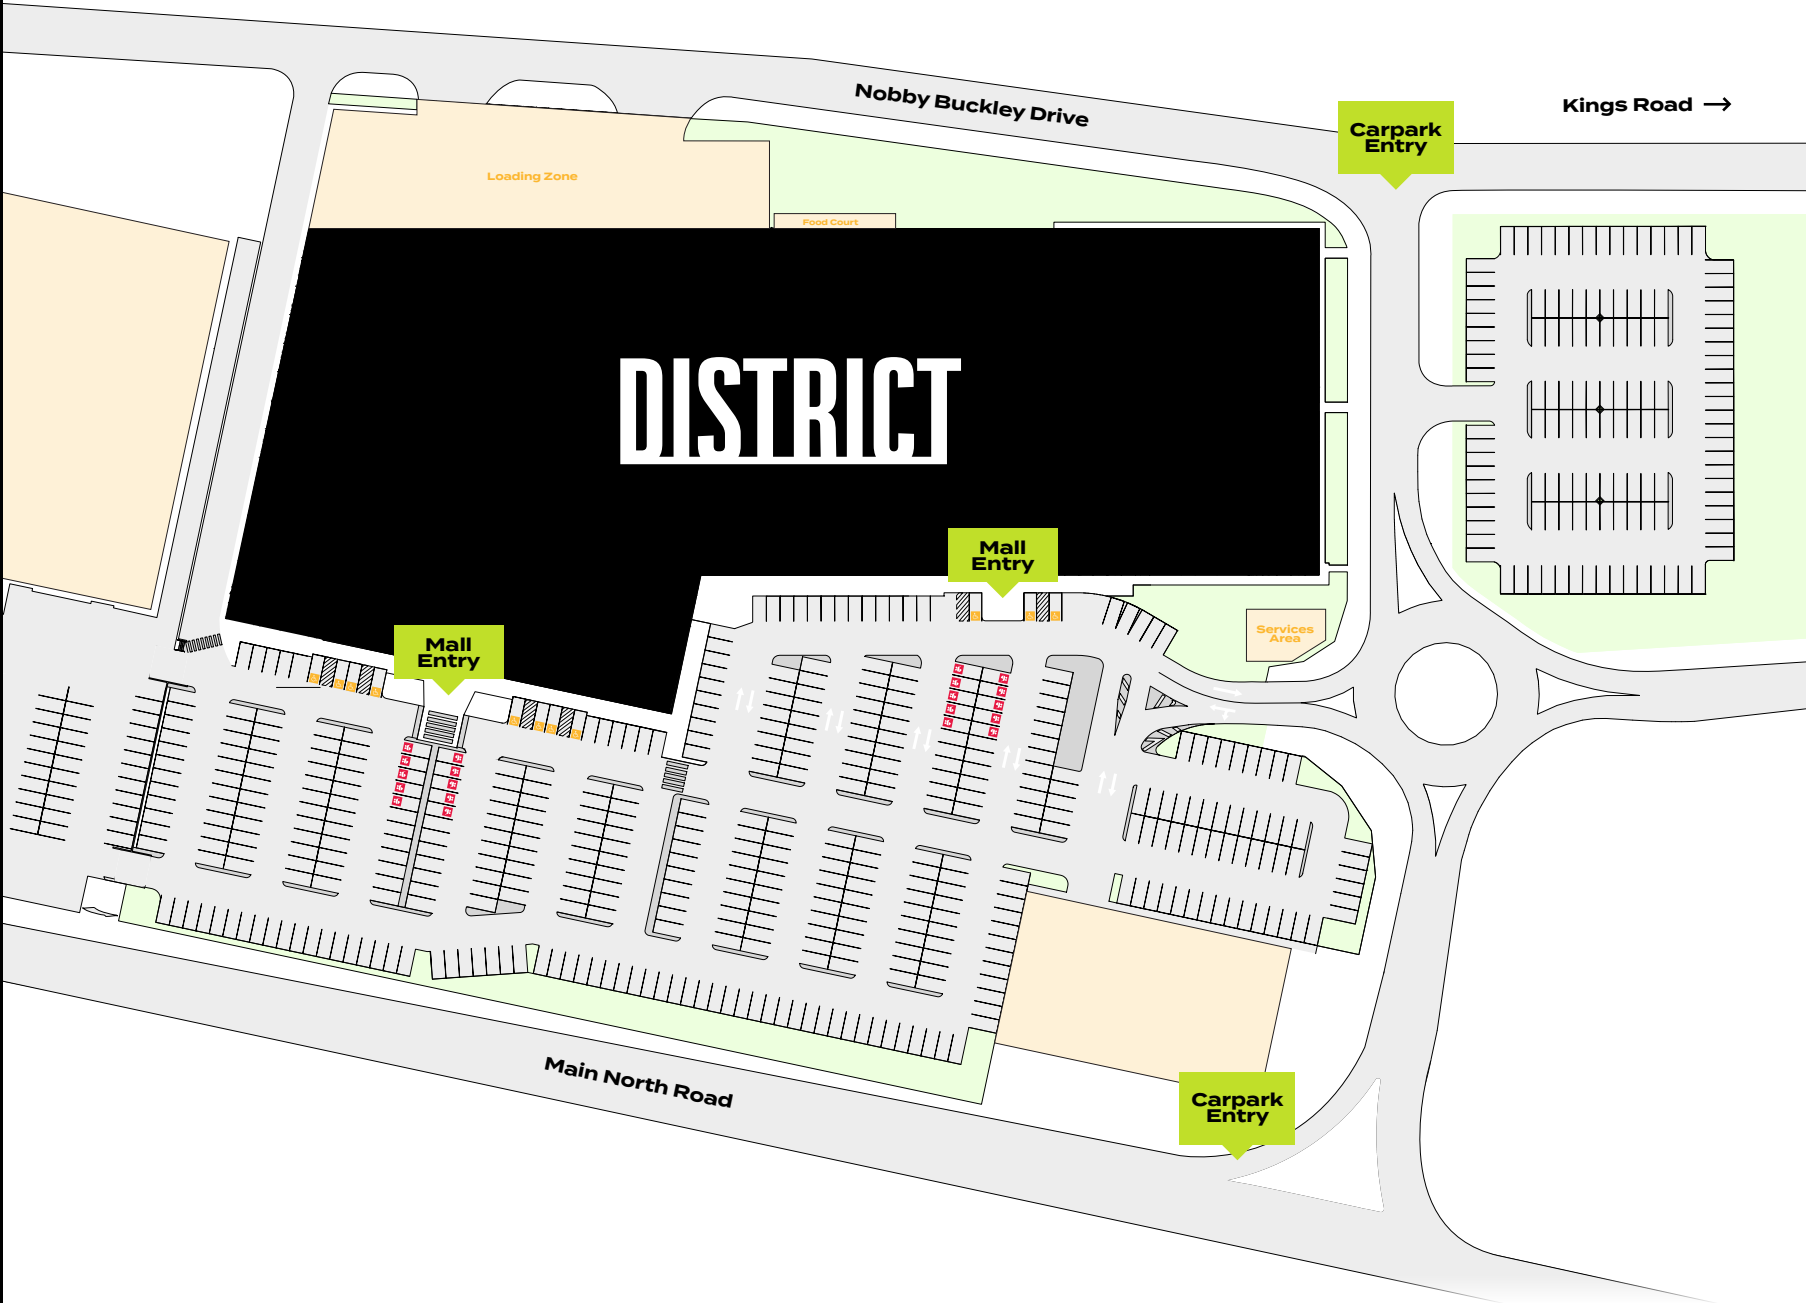 Nobby Buckley Drive
Kings Road →
Carpark
Entry
Loading Zone
Food Court
DISTRICT
Mall
Entry
Services
Area
Mall
Entry
Main North Road
Carpark
Entry